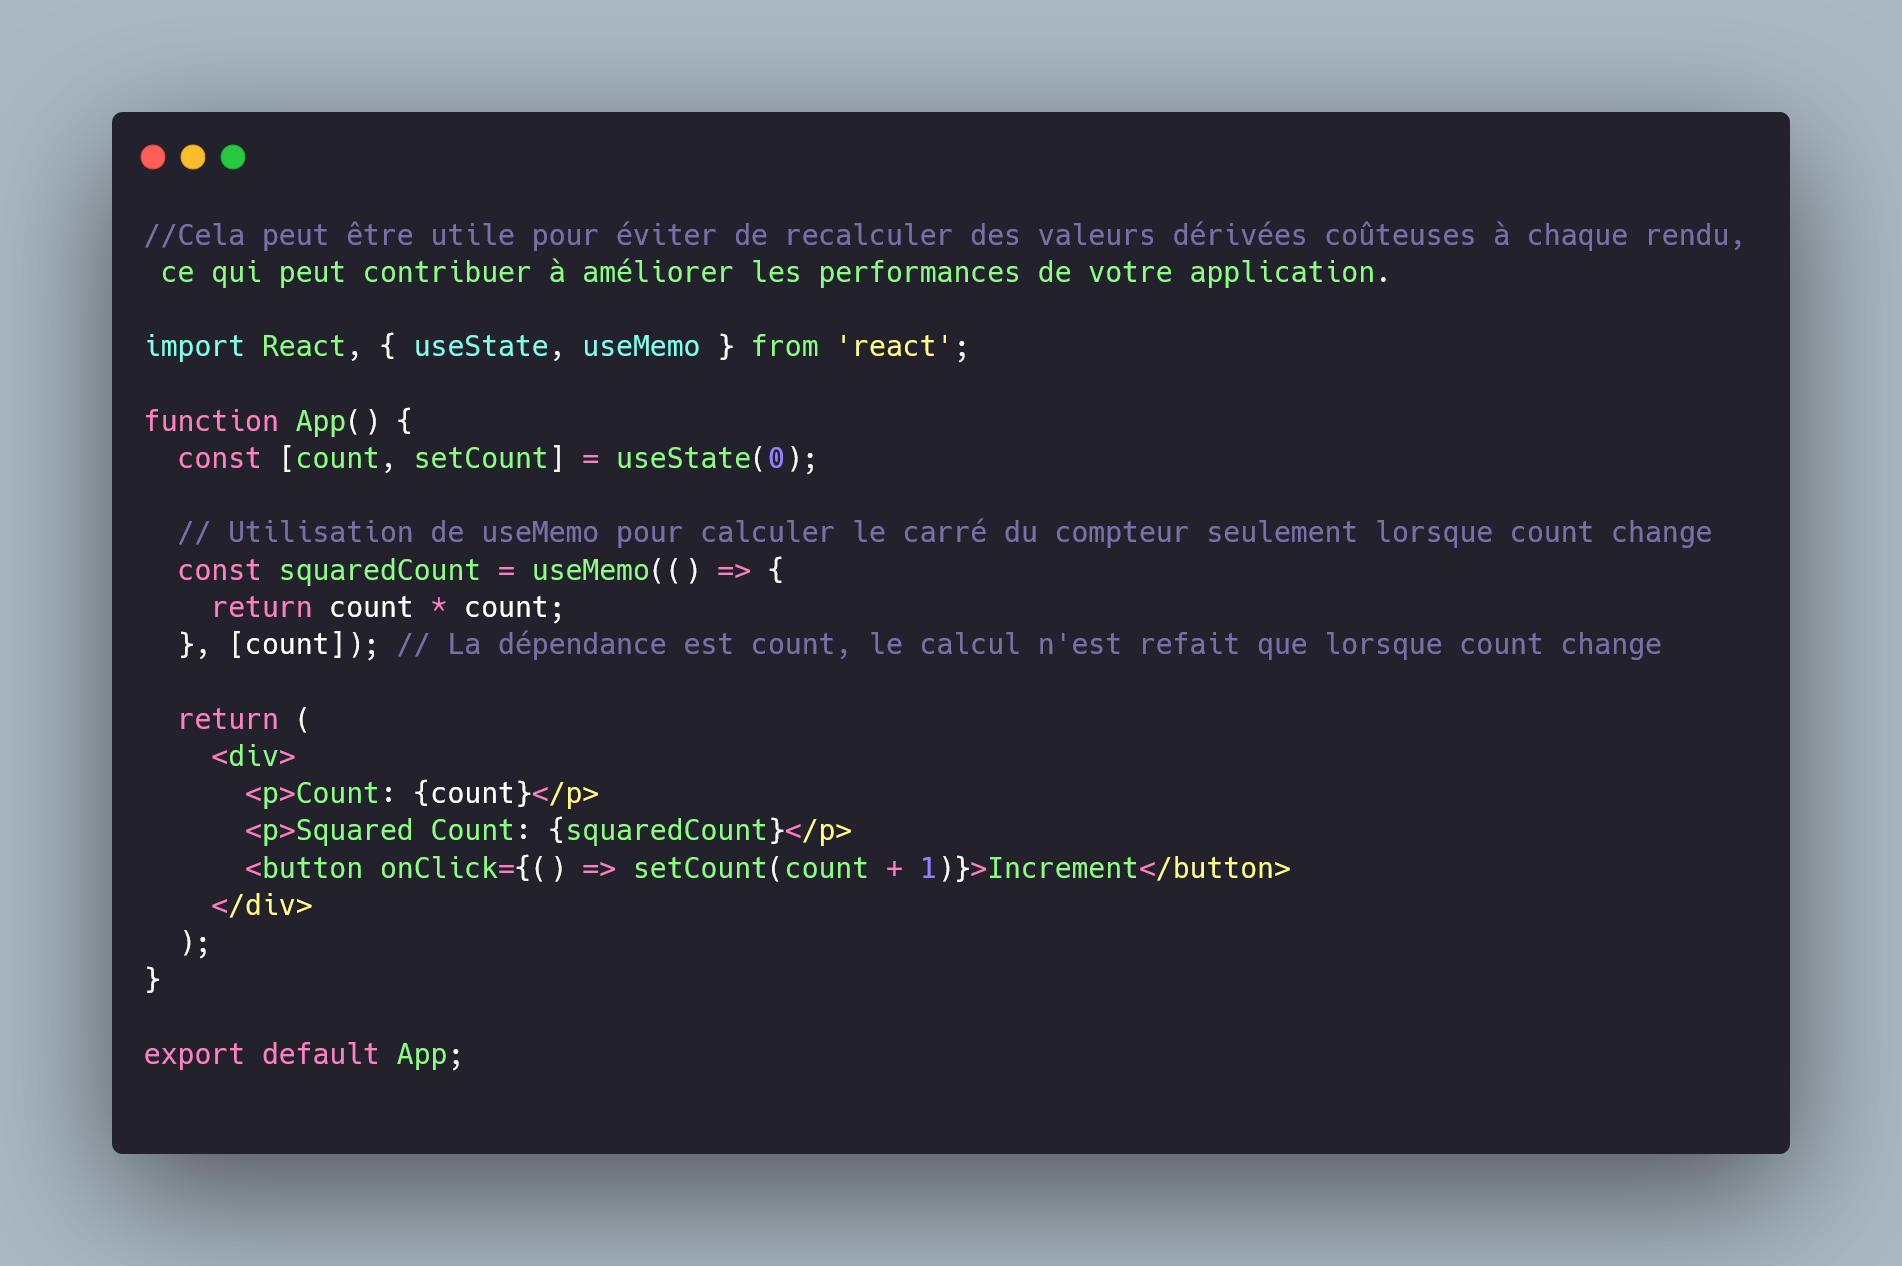 //Cela peut être utile pour éviter de recalculer des valeurs dérivées coûteuses à chaque rendu,
 ce qui peut contribuer à améliorer les performances de votre application.

import React, { useState, useMemo } from 'react';

function App() {
  const [count, setCount] = useState(0);

  // Utilisation de useMemo pour calculer le carré du compteur seulement lorsque count change
  const squaredCount = useMemo(() => {
    return count * count;
  }, [count]); // La dépendance est count, le calcul n'est refait que lorsque count change

  return (
    <div>
      <p>Count: {count}</p>
      <p>Squared Count: {squaredCount}</p>
      <button onClick={() => setCount(count + 1)}>Increment</button>
    </div>
  );
}

export default App;